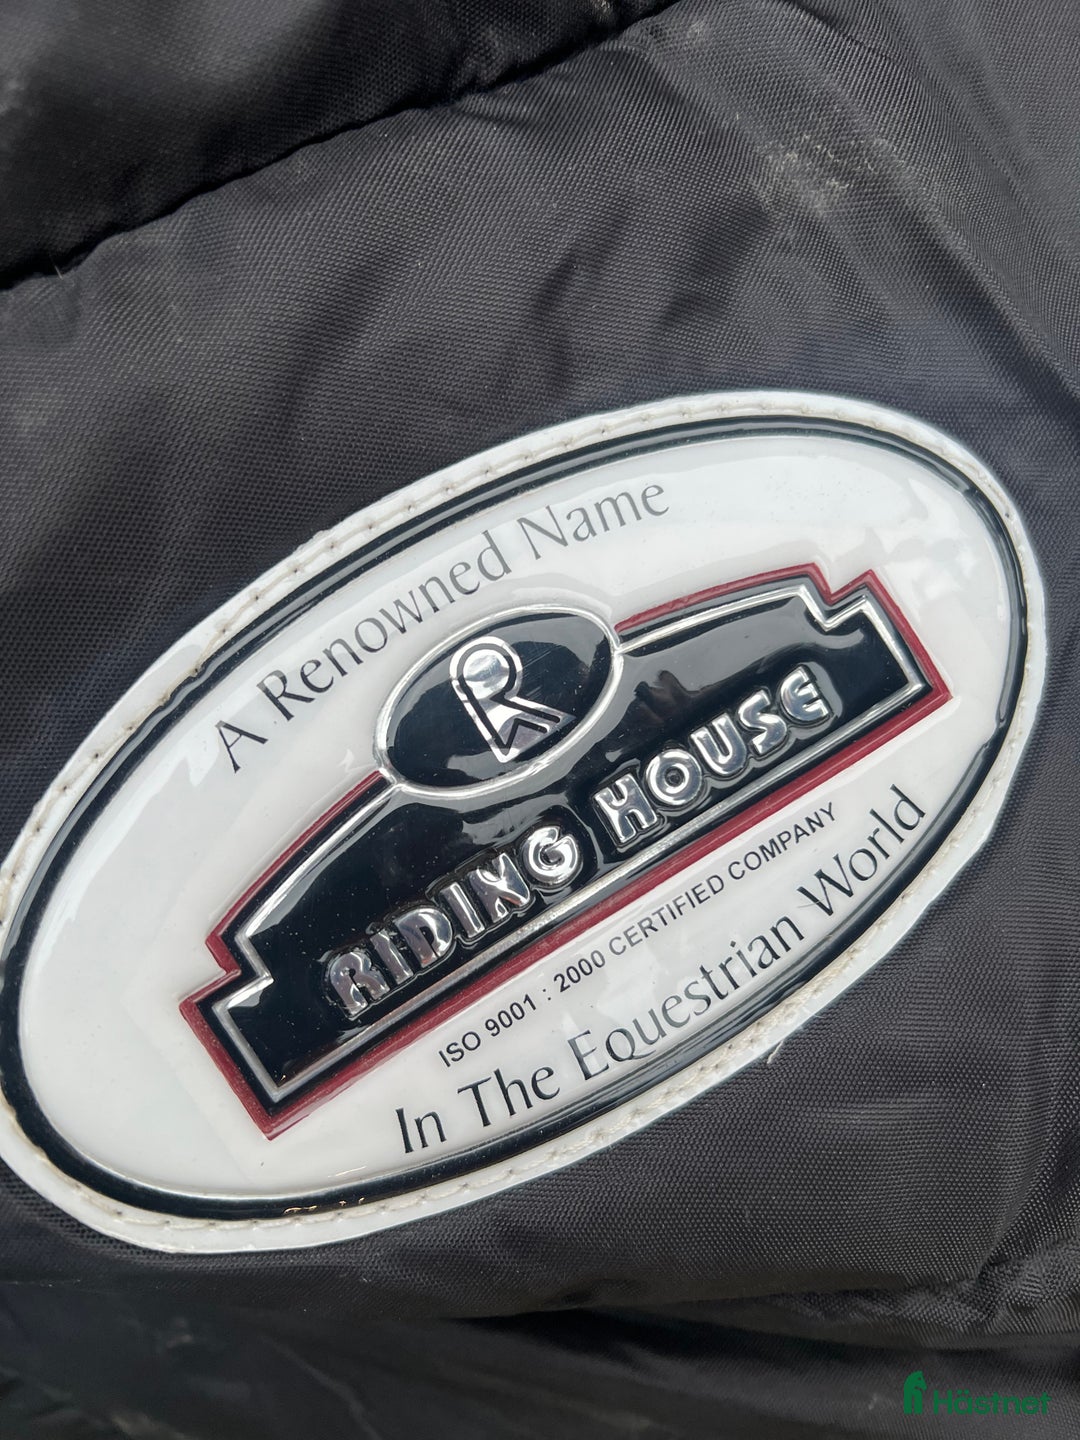 A Renowned Name
R
RIDING HOUSE
ISO 9001 : 2000 CERTIFIED COMPANY
In The Equestrian World
Hästnet